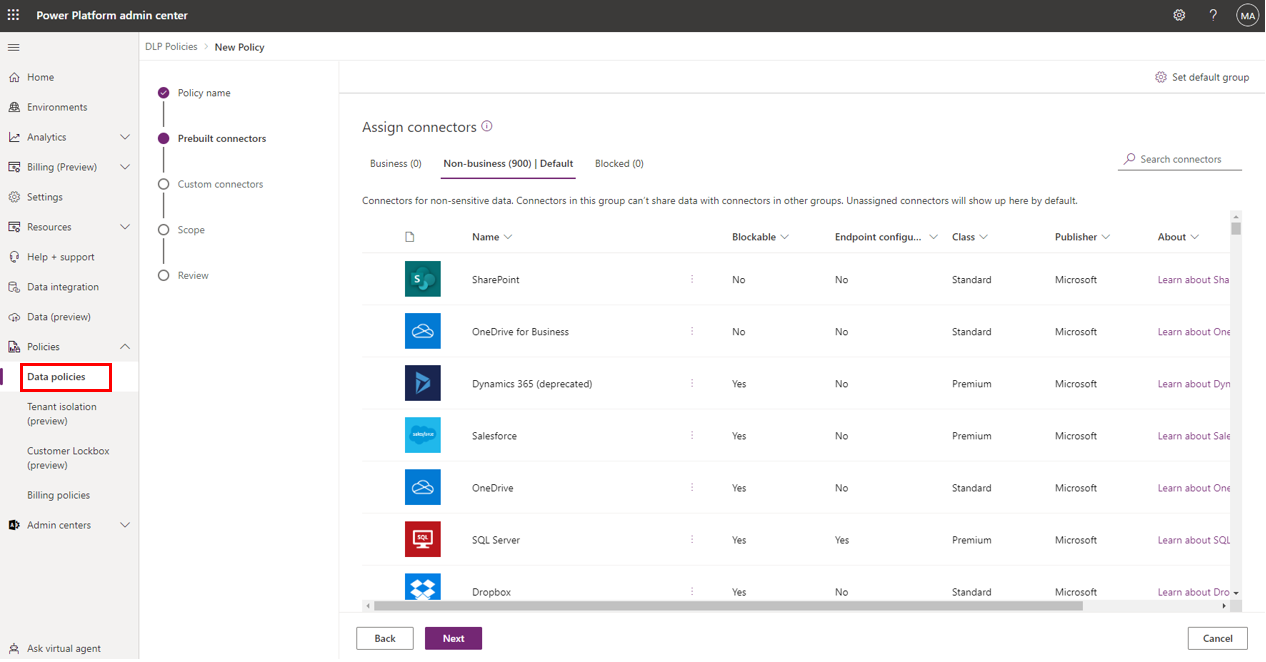 Power Platform admin center
MA
DLP Policies
New Policy
Home
Environments
Analytics
Billing (Preview)
Settings
Resources
Help + support
Data integration
Data (preview)
Policies
Data policies
Tenant isolation
(preview)
Customer Lockbox
(preview)
Billing policies
Admin centers
Ask virtual agent
Policy name
Prebuilt connectors
Custom connectors
Scope
Review
Set default group
Assign connectors
Business (0) Non-business (900) | Default Blocked (0)
Search connectors
Connectors for non-sensitive data. Connectors in this group can't share data with connectors in other groups. Unassigned connectors will show up here by default.
Name Blockable Endpoint configu... Class Publisher About
S SharePoint No No Standard Microsoft Learn about Sha
OneDrive for Business No No Standard Microsoft Learn about One
Dynamics 365 (deprecated) Yes No Premium Microsoft Learn about Dyn
salesforce Salesforce Yes No Premium Microsoft Learn about Sale
OneDrive Yes No Standard Microsoft Learn about One
SQL SQL Server Yes Yes Premium Microsoft Learn about SQL
Dropbox Yes No Standard Microsoft Learn about Dro
Back Next Cancel